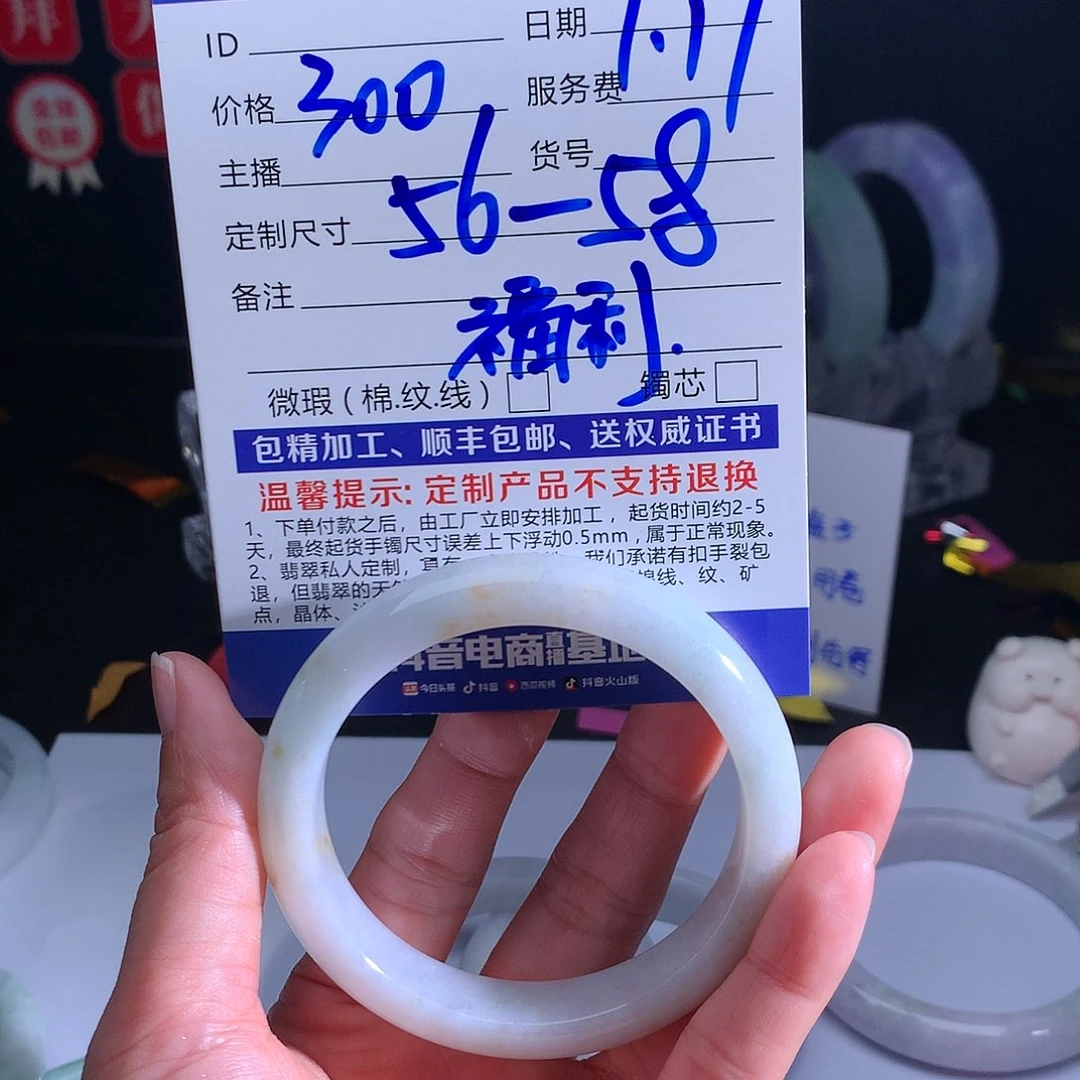 ID 日期 1.17
价格 300 服务费
主播 货号
定制尺寸 56-58
备注
福利.
微瑕(棉.纹.线) 镯芯
包精加工、顺丰包邮、送权威证书
温馨提示:定制产品不支持退换
1、下单付款之后，由工厂立即安排加工，起货时间约2-5
天，最终起货手镯尺寸误差上下浮动0.5mm，属于正常现象。
2、翡翠私人定制， 我们承诺有扣手裂包
退，但翡翠的天然 棉线、纹、矿
点，晶体、
抖音电商直播基地
今日头条 抖音 西瓜视频 抖音火山版